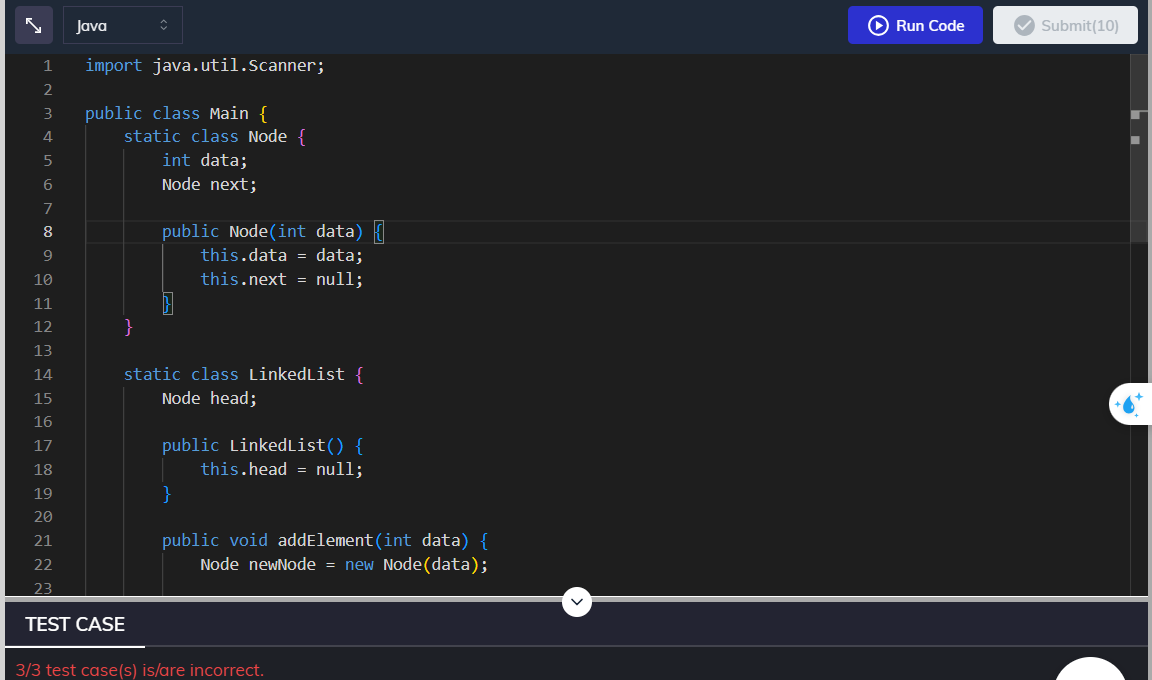 Java
Run Code
Submit(10)
1 import java.util.Scanner;
2
3 public class Main {
4 static class Node {
5 int data;
6 Node next;
7
8 public Node(int data) {
9 this.data = data;
10 this.next = null;
11 }
12 }
13
14 static class LinkedList {
15 Node head;
16
17 public LinkedList() {
18 this.head = null;
19 }
20
21 public void addElement(int data) {
22 Node newNode = new Node(data);
23
TEST CASE
3/3 test case(s) is/are incorrect.